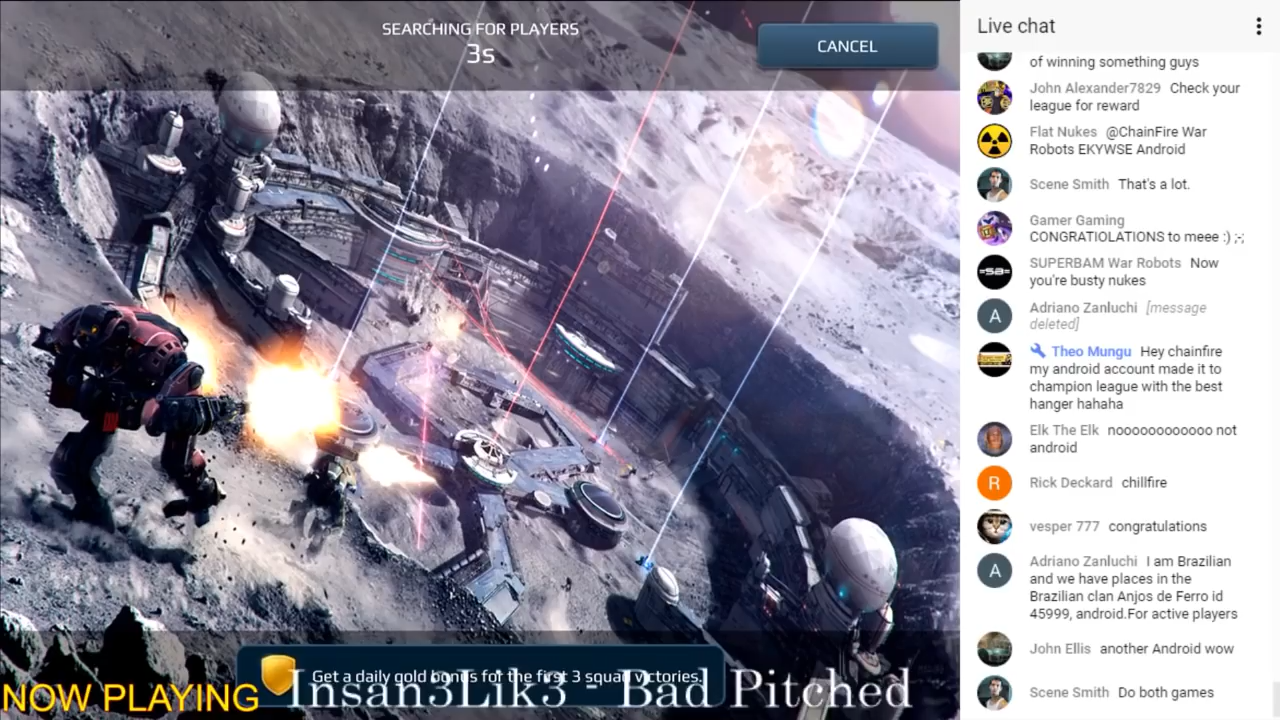 SEARCHING FOR PLAYERS
3s
CANCEL
Get a daily gold bonus for the first 3 squad victories.
NOW PLAYING
Insan3Lik3 - Bad Pitched
Live chat
of winning something guys
John Alexander7829 Check your
league for reward
Flat Nukes @ChainFire War
Robots EKYWSE Android
Scene Smith That's a lot.
Gamer Gaming
CONGRATIOLATIONS to meee :) ;-;
=SB=
SUPERBAM War Robots Now
you're busty nukes
A
Adriano Zanluchi [message
deleted]
Theo Mungu Hey chainfire
my android account made it to
champion league with the best
hanger hahaha
Elk The Elk noooooooooooo not
android
R
Rick Deckard chillfire
vesper 777 congratulations
A
Adriano Zanluchi I am Brazilian
and we have places in the
Brazilian clan Anjos de Ferro id
45999, android.For active players
John Ellis another Android wow
Scene Smith Do both games